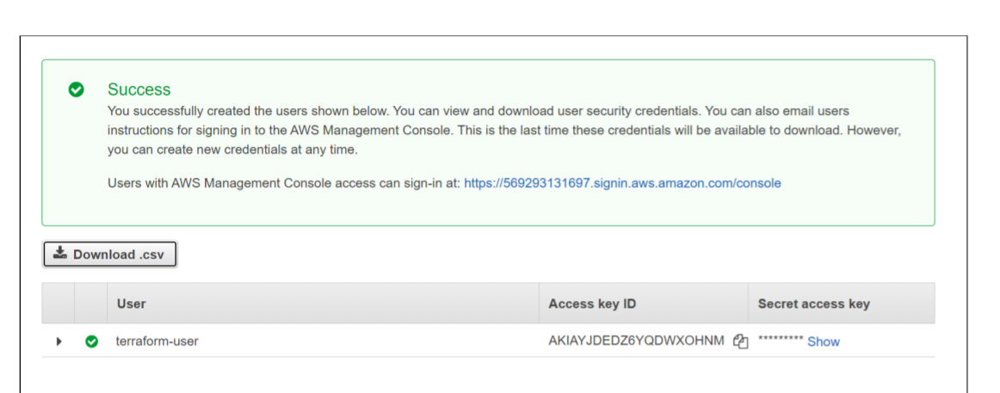 Success
You successfully created the users shown below. You can view and download user security credentials. You can also email users
instructions for signing in to the AWS Management Console. This is the last time these credentials will be available to download. However,
you can create new credentials at any time.
Users with AWS Management Console access can sign-in at: https://569293131697.signin.aws.amazon.com/console
Download .csv
User Access key ID Secret access key
terraform-user AKIAYJDEDZ6YQDWXOHNM ********* Show